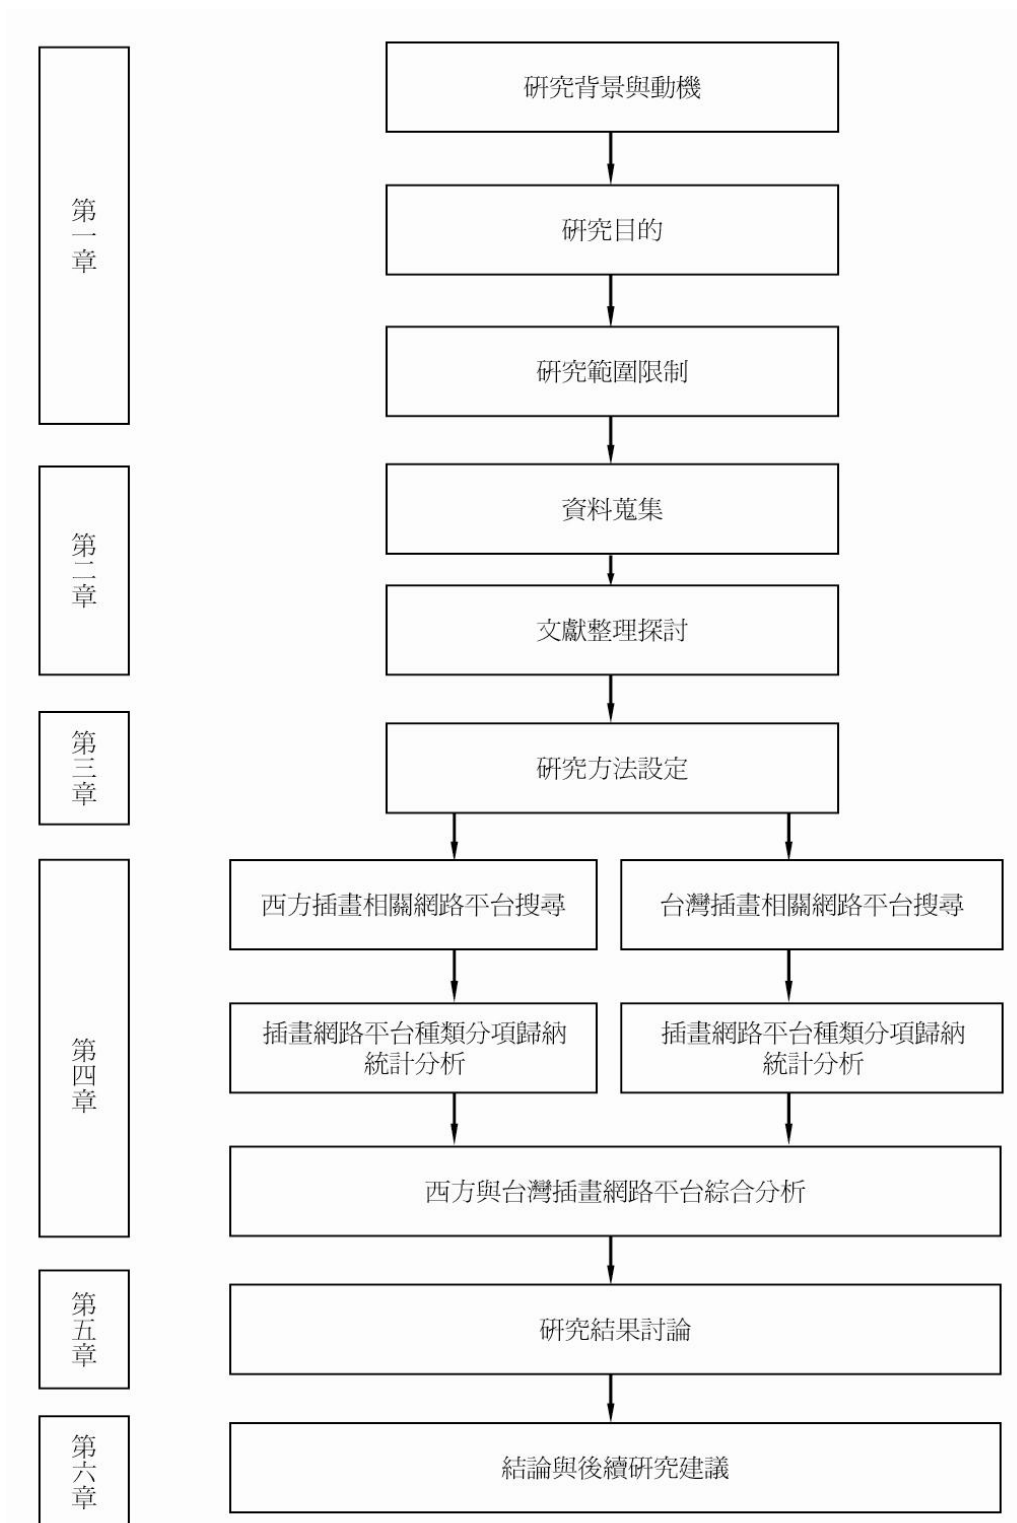 第一章
研究背景與動機
研究目的
研究範圍限制
第二章
資料蒐集
文獻整理探討
第三章
研究方法設定
第四章
西方插畫相關網路平台搜尋
台灣插畫相關網路平台搜尋
插畫網路平台種類分項歸納
統計分析
插畫網路平台種類分項歸納
統計分析
西方與台灣插畫網路平台綜合分析
第五章
研究結果討論
第六章
結論與後續研究建議